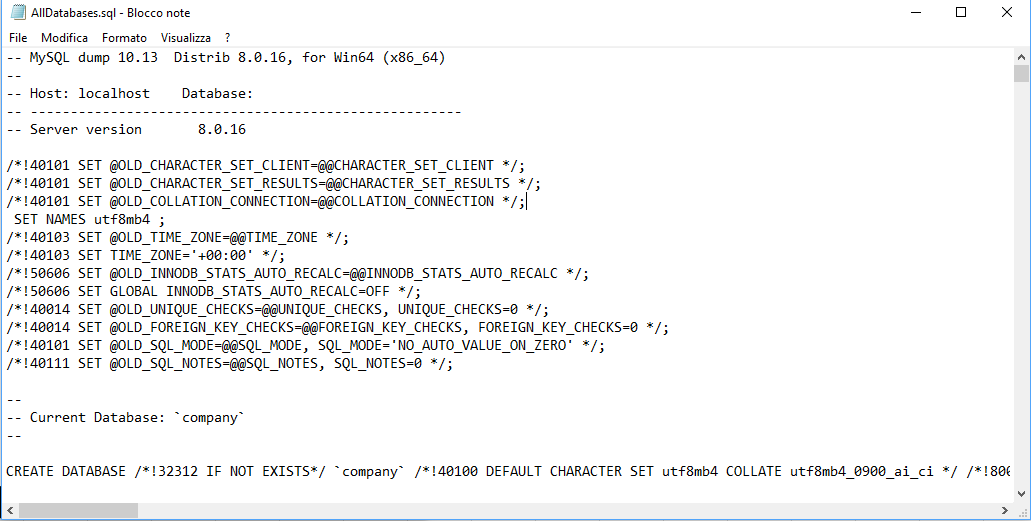 AllDatabases.sql - Blocco note
File Modifica Formato Visualizza ?
-- MySQL dump 10.13  Distrib 8.0.16, for Win64 (x86_64)
--
-- Host: localhost    Database:
-- ------------------------------------------------------
-- Server version       8.0.16
/*!40101 SET @OLD_CHARACTER_SET_CLIENT=@@CHARACTER_SET_CLIENT */;
/*!40101 SET @OLD_CHARACTER_SET_RESULTS=@@CHARACTER_SET_RESULTS */;
/*!40101 SET @OLD_COLLATION_CONNECTION=@@COLLATION_CONNECTION */;
 SET NAMES utf8mb4 ;
/*!40103 SET @OLD_TIME_ZONE=@@TIME_ZONE */;
/*!40103 SET TIME_ZONE='+00:00' */;
/*!50606 SET @OLD_INNODB_STATS_AUTO_RECALC=@@INNODB_STATS_AUTO_RECALC */;
/*!50606 SET GLOBAL INNODB_STATS_AUTO_RECALC=OFF */;
/*!40014 SET @OLD_UNIQUE_CHECKS=@@UNIQUE_CHECKS, UNIQUE_CHECKS=0 */;
/*!40014 SET @OLD_FOREIGN_KEY_CHECKS=@@FOREIGN_KEY_CHECKS, FOREIGN_KEY_CHECKS=0 */;
/*!40101 SET @OLD_SQL_MODE=@@SQL_MODE, SQL_MODE='NO_AUTO_VALUE_ON_ZERO' */;
/*!40111 SET @OLD_SQL_NOTES=@@SQL_NOTES, SQL_NOTES=0 */;
--
-- Current Database: `company`
--
CREATE DATABASE /*!32312 IF NOT EXISTS*/ `company` /*!40100 DEFAULT CHARACTER SET utf8mb4 COLLATE utf8mb4_0900_ai_ci */ /*!800